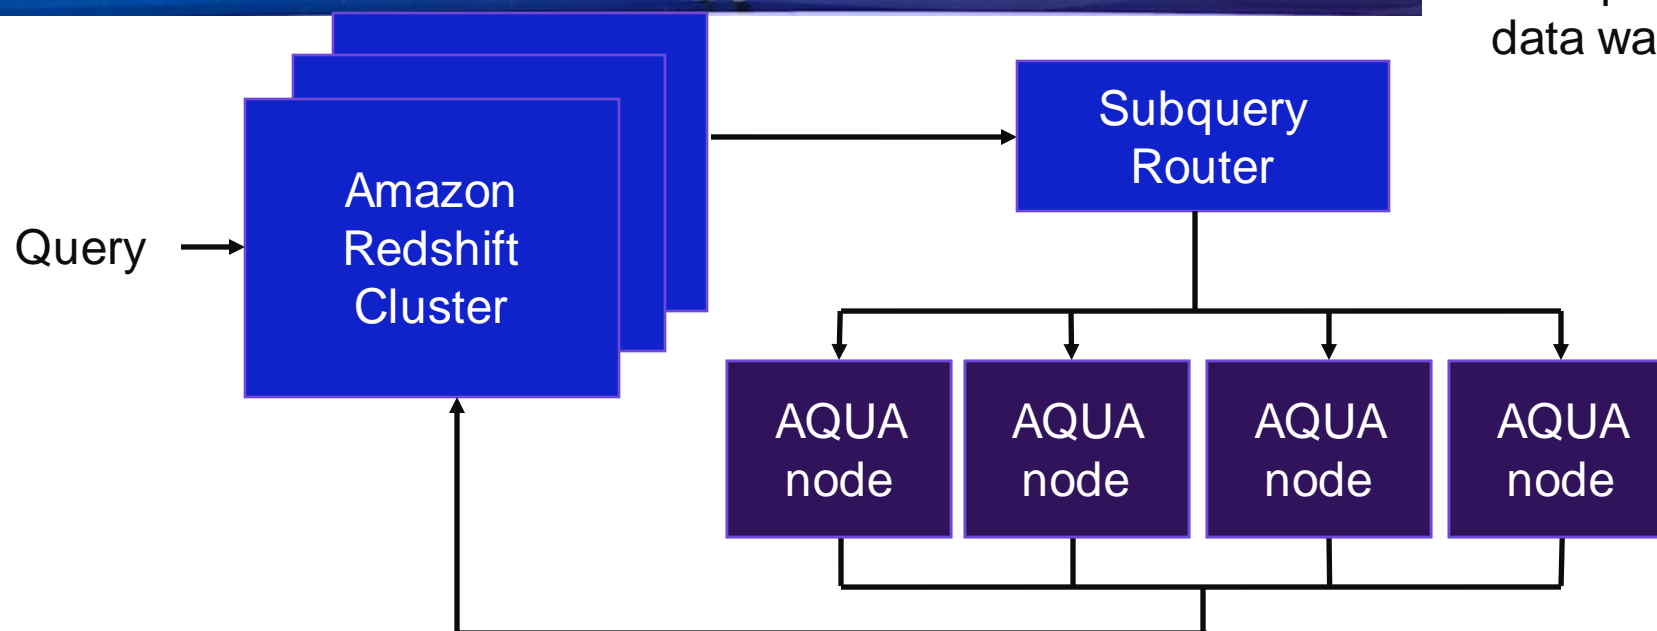 data wa
Subquery
Router
Amazon
Redshift
Cluster
Query
AQUA
node
AQUA
node
AQUA
node
AQUA
node